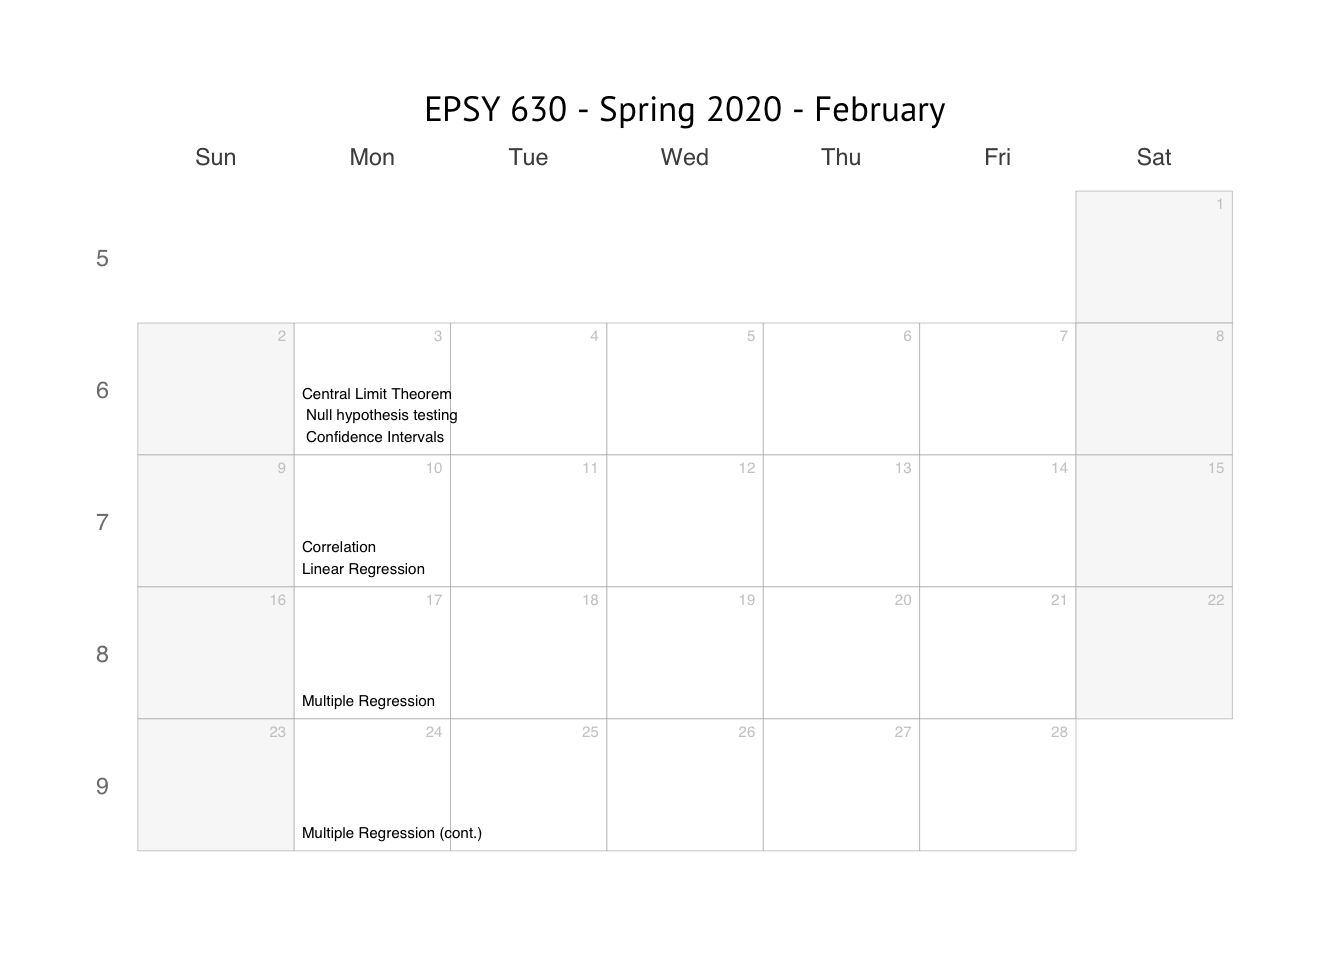 EPSY 630 - Spring 2020 - February
Sun Mon Tue Wed Thu Fri Sat
5
1
6
2 3 4 5 6 7 8
Central Limit Theorem
Null hypothesis testing
Confidence Intervals
7
9 10 11 12 13 14 15
Correlation
Linear Regression
8
16 17 18 19 20 21 22
Multiple Regression
9
23 24 25 26 27 28
Multiple Regression (cont.)